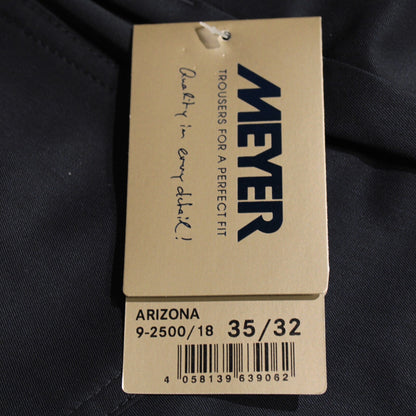 MEYER
TROUSERS FOR A PERFECT FIT
Quality in every detail!
ARIZONA
9-2500/18 35/32
4 058139 639062